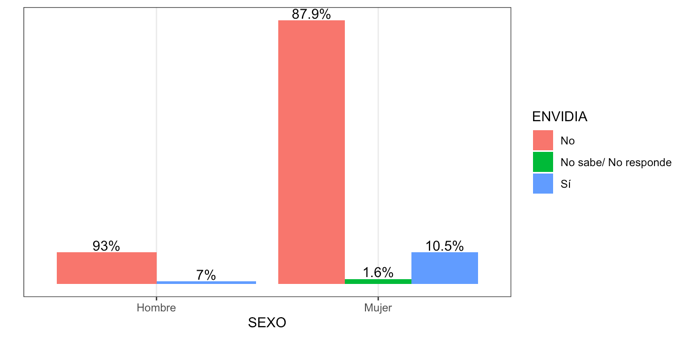 87.9%
93%
7%
1.6%
10.5%
Hombre
Mujer
SEXO
ENVIDIA
No
No sabe/ No responde
Sí